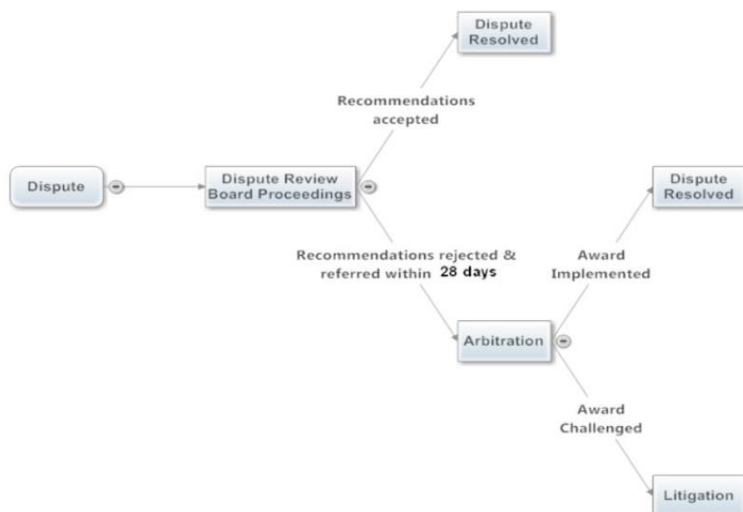 Dispute
Resolved
Recommendations
accepted
Dispute
Dispute Review
Board Proceedings
Dispute
Resolved
Recommendations rejected &
referred within 28 days
Award
Implemented
Arbitration
Award
Challenged
Litigation